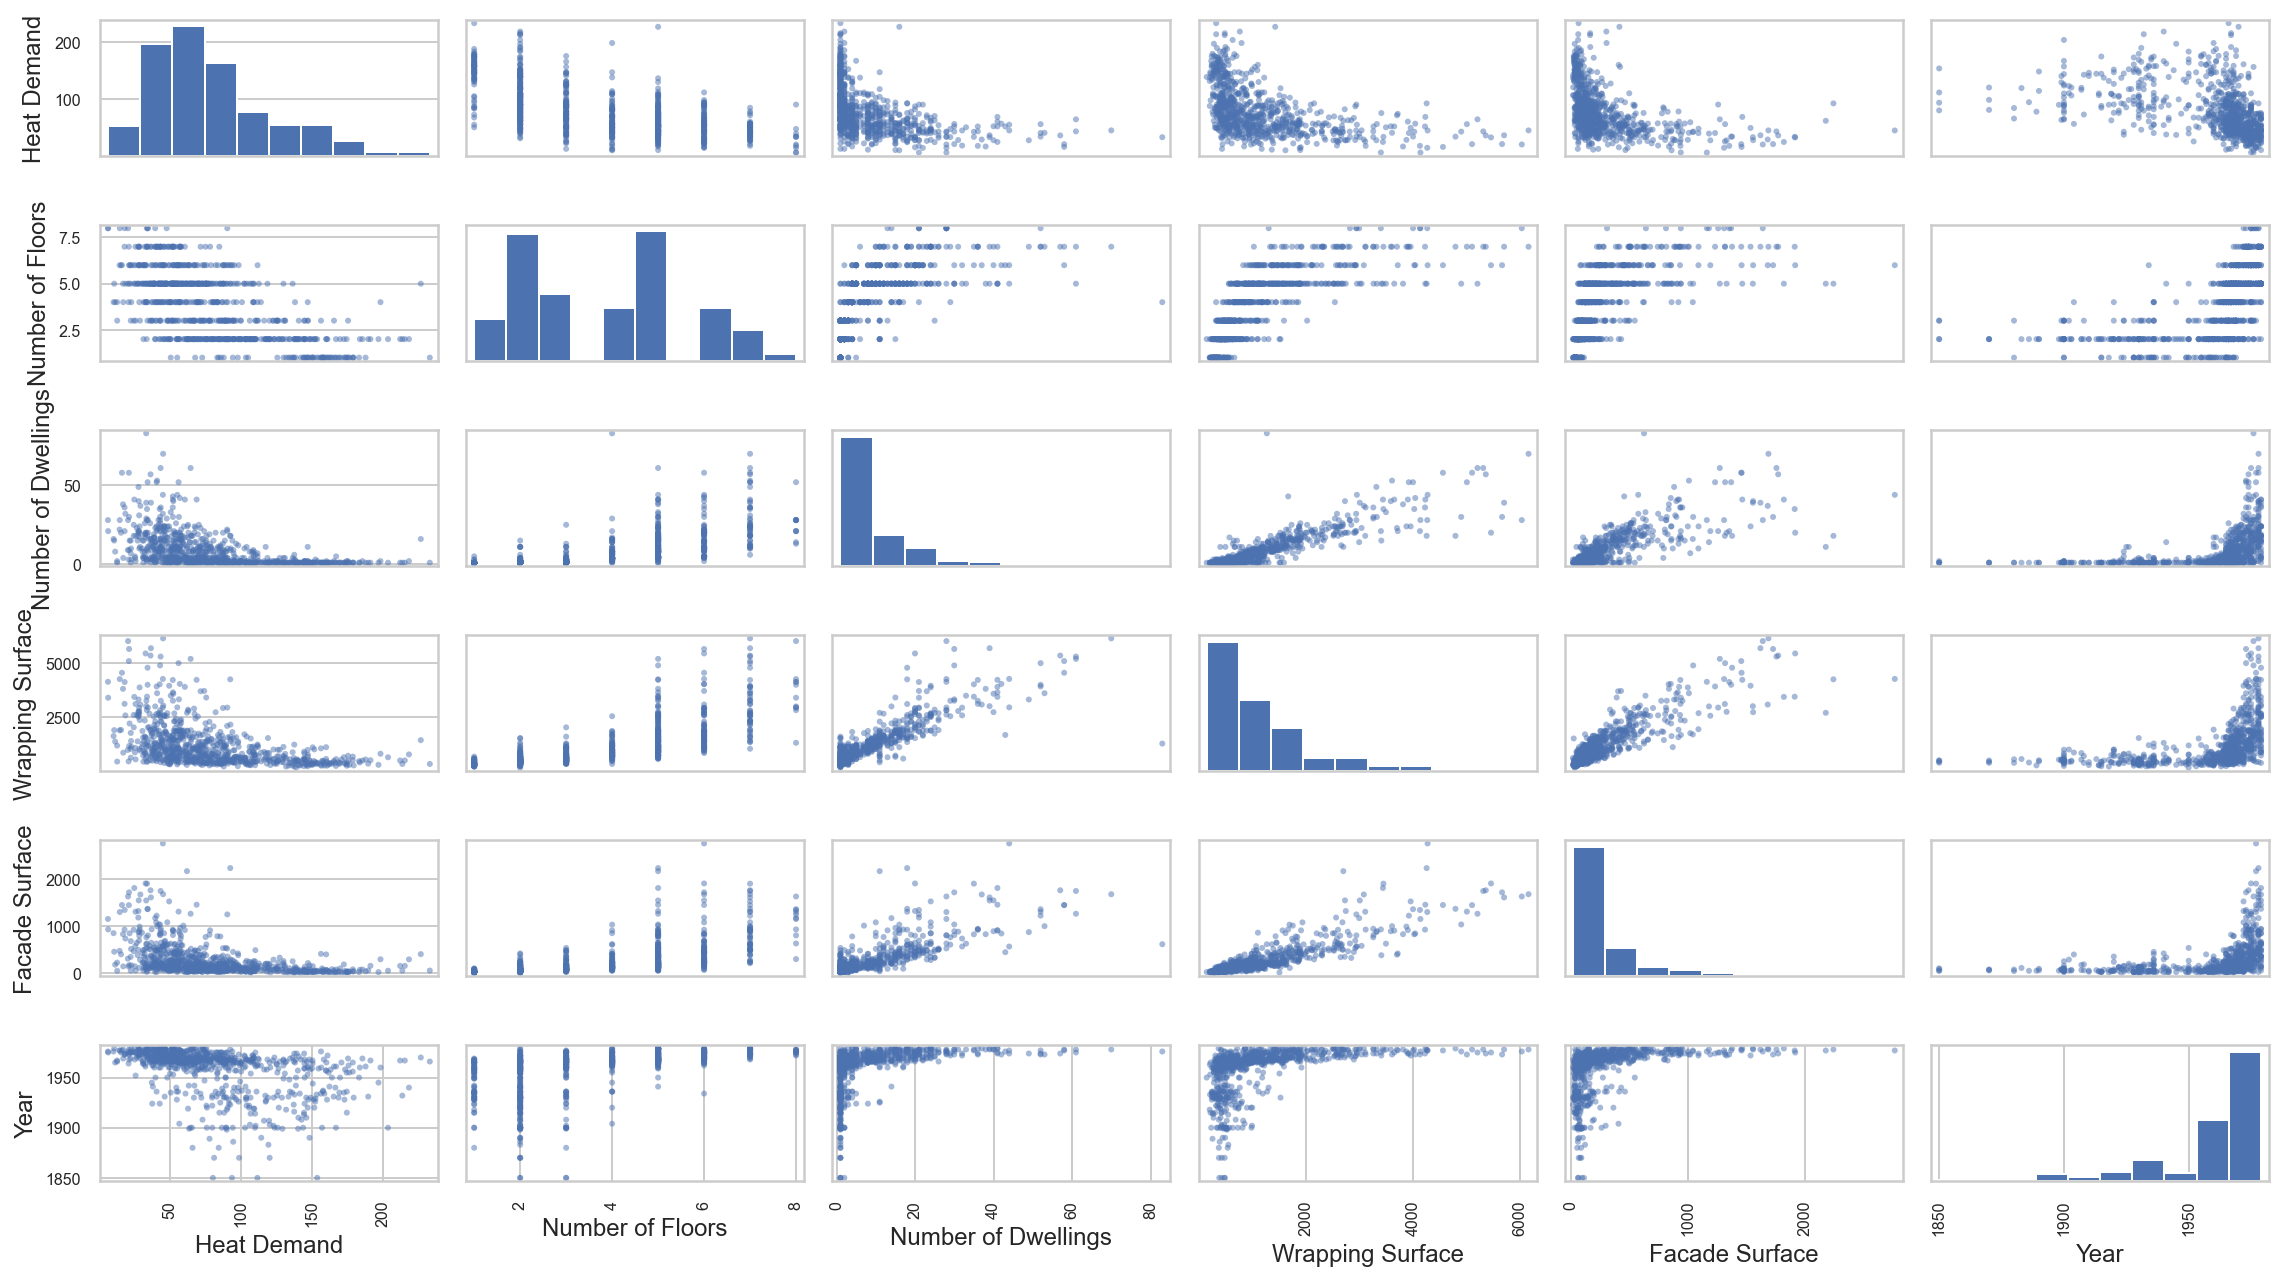 Heat Demand
200
100
Number of Floors
7.5
5.0
2.5
Number of Dwellings
50
0
Wrapping Surface
5000
2500
Facade Surface
2000
1000
0
Year
1950
1900
1850
50 100 150 200
Heat Demand
2 4 6 8
Number of Floors
0 20 40 60 80
Number of Dwellings
2000 4000 6000
Wrapping Surface
0 1000 2000
Facade Surface
1850 1900 1950
Year